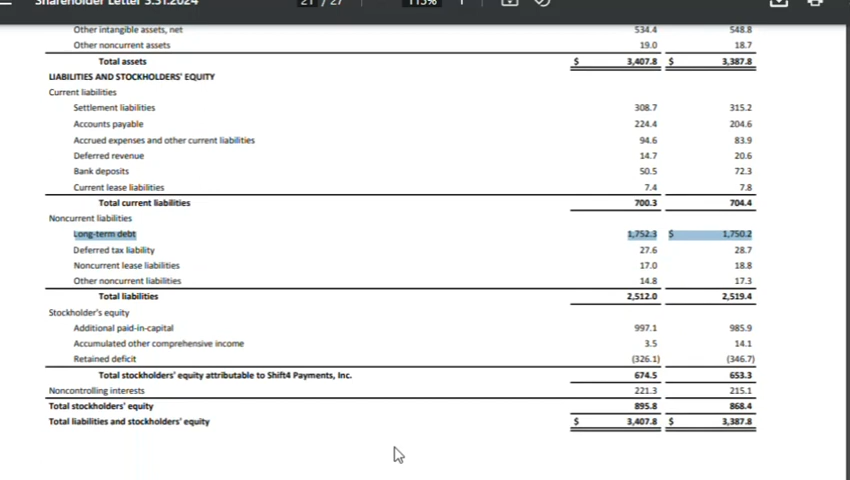 Shareholder Letter 3.31.2024 21 / 27 115%
Other intangible assets, net 534.4 548.8
Other noncurrent assets 19.0 18.7
Total assets $ 3,407.8 $ 3,387.8
LIABILITIES AND STOCKHOLDERS' EQUITY
Current liabilities
Settlement liabilities 308.7 315.2
Accounts payable 224.4 204.6
Accrued expenses and other current liabilities 94.6 83.9
Deferred revenue 14.7 20.6
Bank deposits 50.5 72.3
Current lease liabilities 7.4 7.8
Total current liabilities 700.3 704.4
Noncurrent liabilities
Long-term debt 1,752.3 $ 1,750.2
Deferred tax liability 27.6 28.7
Noncurrent lease liabilities 17.0 18.8
Other noncurrent liabilities 14.8 17.3
Total liabilities 2,512.0 2,519.4
Stockholder's equity
Additional paid-in-capital 997.1 985.9
Accumulated other comprehensive income 3.5 14.1
Retained deficit (326.1) (346.7)
Total stockholders' equity attributable to Shift4 Payments, Inc. 674.5 653.3
Noncontrolling interests 221.3 215.1
Total stockholders' equity 895.8 868.4
Total liabilities and stockholders' equity $ 3,407.8 $ 3,387.8